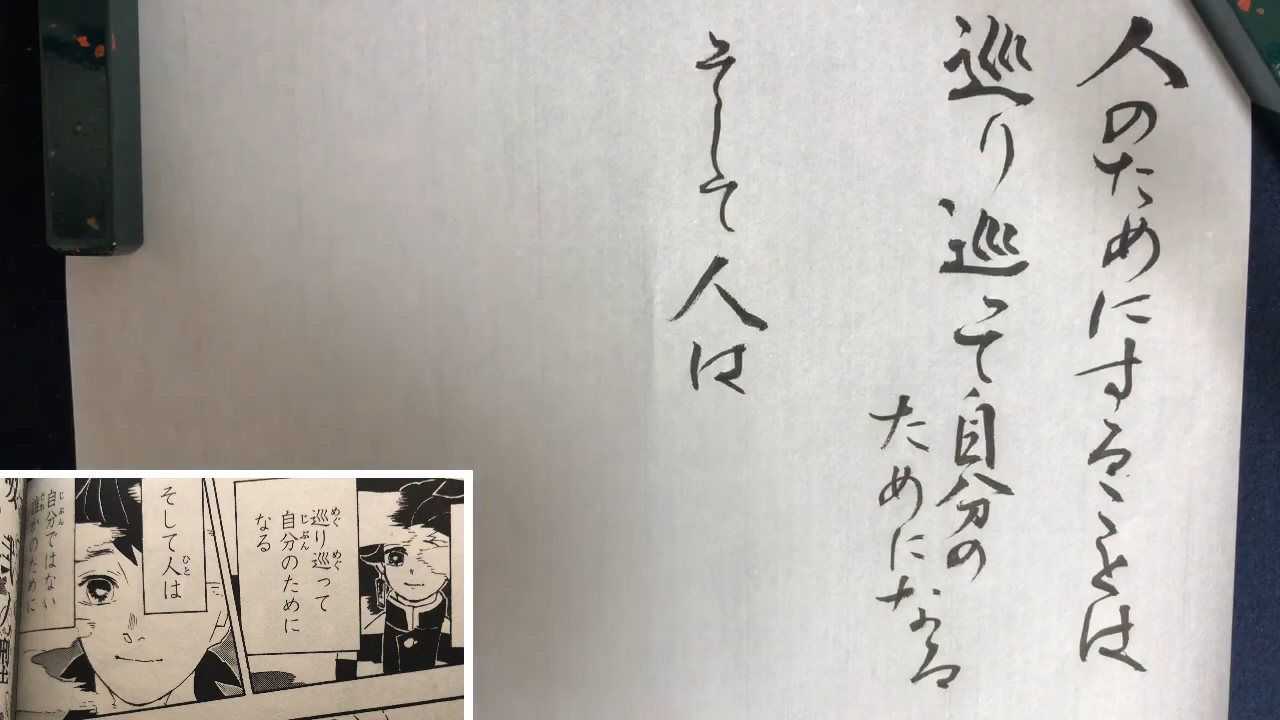 人のためにすることは
巡り巡って自分の
ためになる
そして人は
巡り巡って
自分のために
なる
そして人は
自分ではない
誰かのために